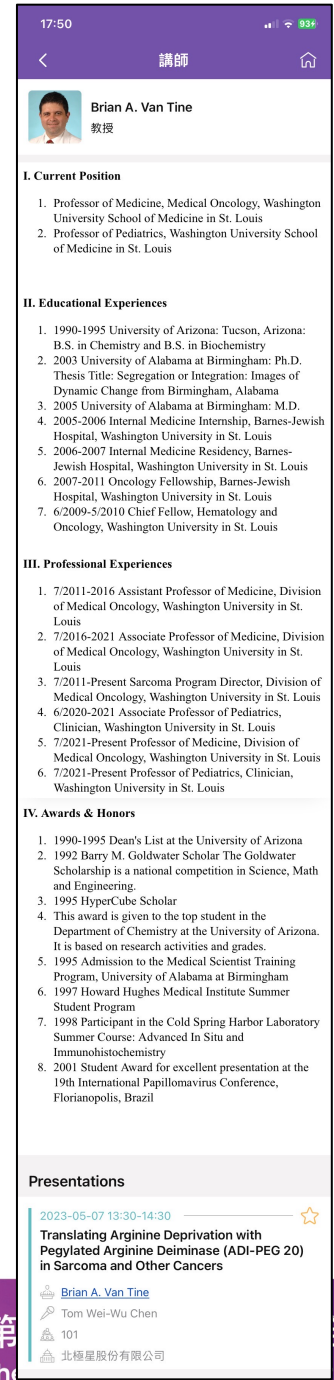 17:50
93
講師
Brian A. Van Tine
教授
I. Current Position
1. Professor of Medicine, Medical Oncology, Washington
University School of Medicine in St. Louis
2. Professor of Pediatrics, Washington University School
of Medicine in St. Louis
II. Educational Experiences
1. 1990-1995 University of Arizona: Tucson, Arizona:
B.S. in Chemistry and B.S. in Biochemistry
2. 2003 University of Alabama at Birmingham: Ph.D.
Thesis Title: Segregation or Integration: Images of
Dynamic Change from Birmingham, Alabama
3. 2005 University of Alabama at Birmingham: M.D.
4. 2005-2006 Internal Medicine Internship, Barnes-Jewish
Hospital, Washington University in St. Louis
5. 2006-2007 Internal Medicine Residency, Barnes-
Jewish Hospital, Washington University in St. Louis
6. 2007-2011 Oncology Fellowship, Barnes-Jewish
Hospital, Washington University in St. Louis
7. 6/2009-5/2010 Chief Fellow, Hematology and
Oncology, Washington University in St. Louis
III. Professional Experiences
1. 7/2011-2016 Assistant Professor of Medicine, Division
of Medical Oncology, Washington University in St.
Louis
2. 7/2016-2021 Associate Professor of Medicine, Division
of Medical Oncology, Washington University in St.
Louis
3. 7/2011-Present Sarcoma Program Director, Division of
Medical Oncology, Washington University in St. Louis
4. 6/2020-2021 Associate Professor of Pediatrics,
Clinician, Washington University in St. Louis
5. 7/2021-Present Professor of Medicine, Division of
Medical Oncology, Washington University in St. Louis
6. 7/2021-Present Professor of Pediatrics, Clinician,
Washington University in St. Louis
IV. Awards & Honors
1. 1990-1995 Dean's List at the University of Arizona
2. 1992 Barry M. Goldwater Scholar The Goldwater
Scholarship is a national competition in Science, Math
and Engineering.
3. 1995 HyperCube Scholar
4. This award is given to the top student in the
Department of Chemistry at the University of Arizona.
It is based on research activities and grades.
5. 1995 Admission to the Medical Scientist Training
Program, University of Alabama at Birmingham
6. 1997 Howard Hughes Medical Institute Summer
Student Program
7. 1998 Participant in the Cold Spring Harbor Laboratory
Summer Course: Advanced In Situ and
Immunohistochemistry
8. 2001 Student Award for excellent presentation at the
19th International Papillomavirus Conference,
Florianopolis, Brazil
Presentations
2023-05-07 13:30-14:30
Translating Arginine Deprivation with
Pegylated Arginine Deiminase (ADI-PEG 20)
in Sarcoma and Other Cancers
Brian A. Van Tine
Tom Wei-Wu Chen
101
北極星股份有限公司